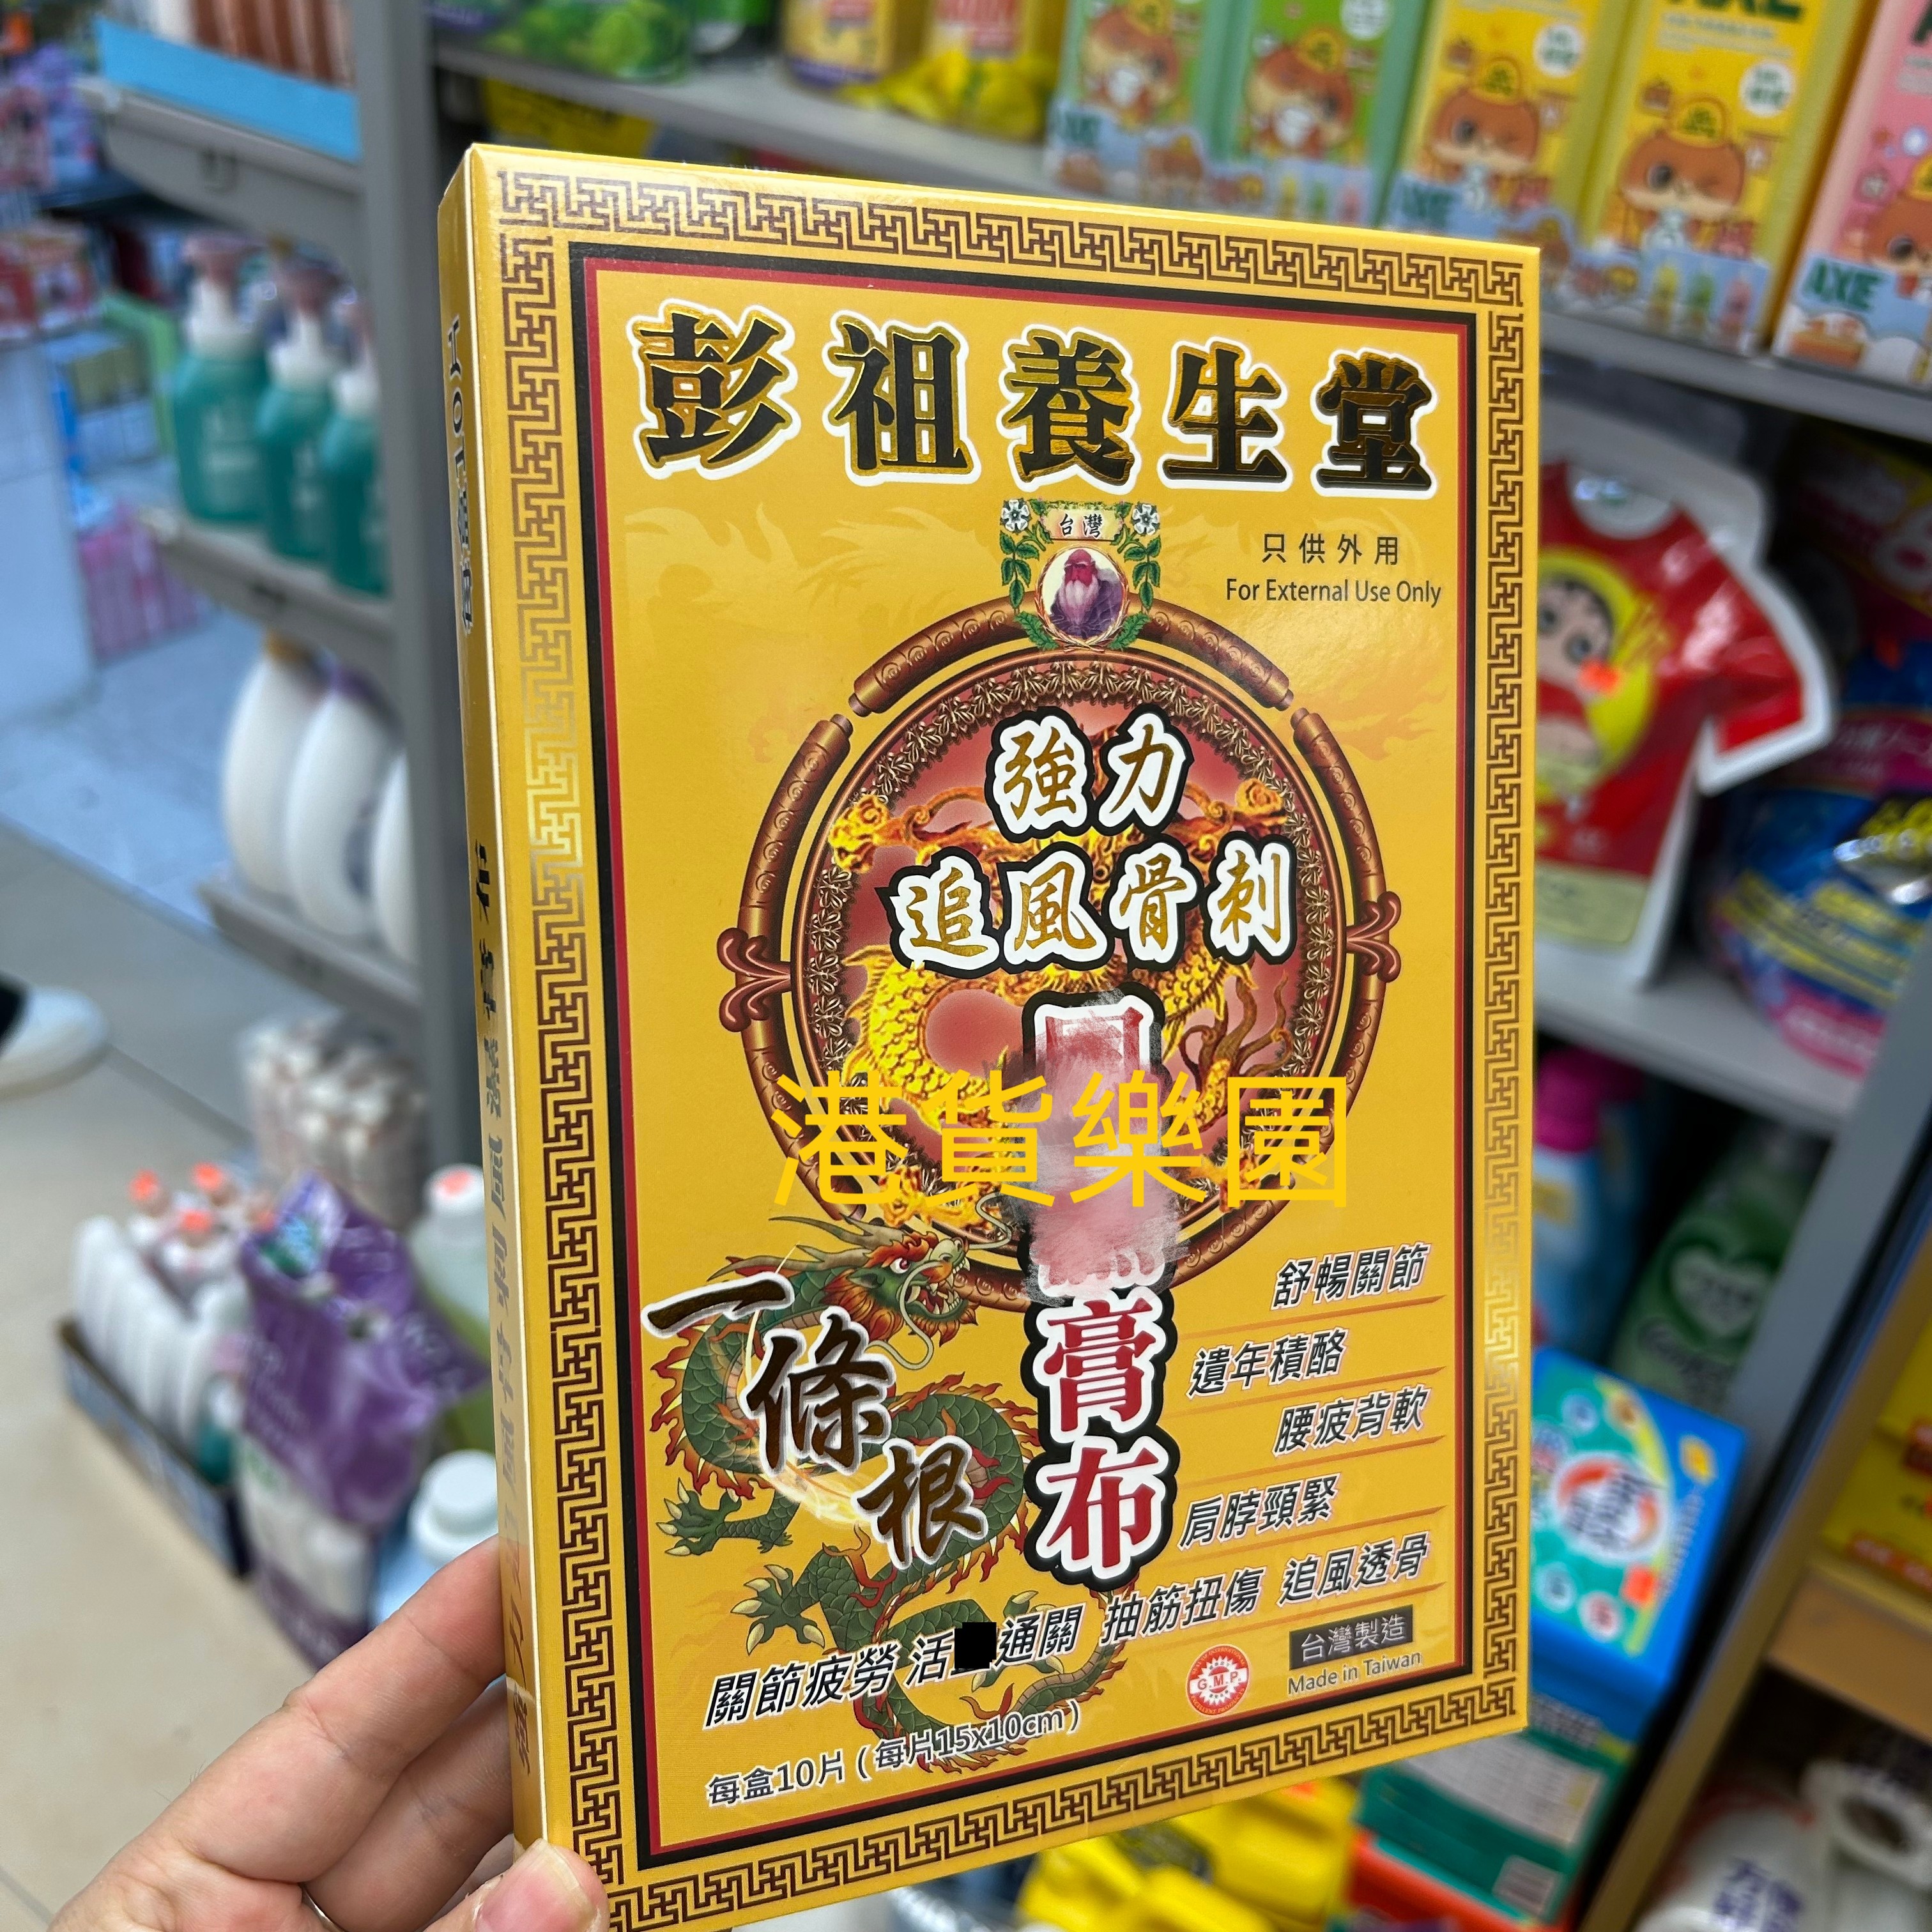 彭祖養生堂
台灣
只供外用
For External Use Only
強力
追風骨刺
港貨樂園
膏布
一條根
舒暢關節
遺年積酪
腰疲背軟
肩脖頸緊
關節疲勞 活 通關 抽筋扭傷 追風透骨
G.M.P.
台灣製造
Made in Taiwan
每盒10片(每片15x10cm)
AXE
AXE
AXE